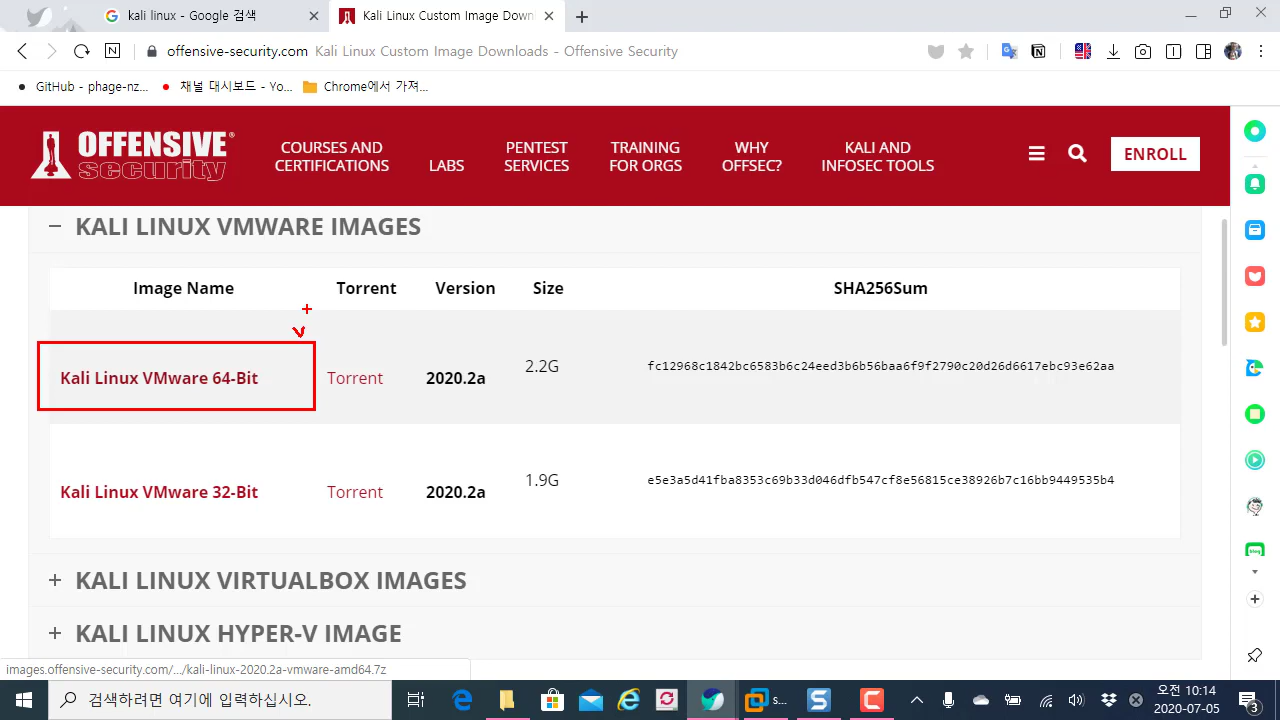 kali linux - Google 검색
Kali Linux Custom Image Down
offensive-security.com Kali Linux Custom Image Downloads - Offensive Security
GitHub - phage-nz...
채널 대시보드 - Yo...
Chrome에서 가져...
OFFENSIVE
security
COURSES AND
CERTIFICATIONS
LABS
PENTEST
SERVICES
TRAINING
FOR ORGS
WHY
OFFSEC?
KALI AND
INFOSEC TOOLS
ENROLL
KALI LINUX VMWARE IMAGES
Image Name Torrent Version Size SHA256Sum
Kali Linux VMware 64-Bit Torrent 2020.2a 2.2G fc12968c1842bc6583b6c24eed3b6b56baa6f9f2790c20d26d6617ebc93e62aa
Kali Linux VMware 32-Bit Torrent 2020.2a 1.9G e5e3a5d41fba8353c69b33d046dfb547cf8e56815ce38926b7c16bb9449535b4
KALI LINUX VIRTUALBOX IMAGES
KALI LINUX HYPER-V IMAGE
images.offensive-security.com/.../kali-linux-2020.2a-vmware-amd64.7z
검색하려면 여기에 입력하십시오.
s...
오전 10:14
2020-07-05
3